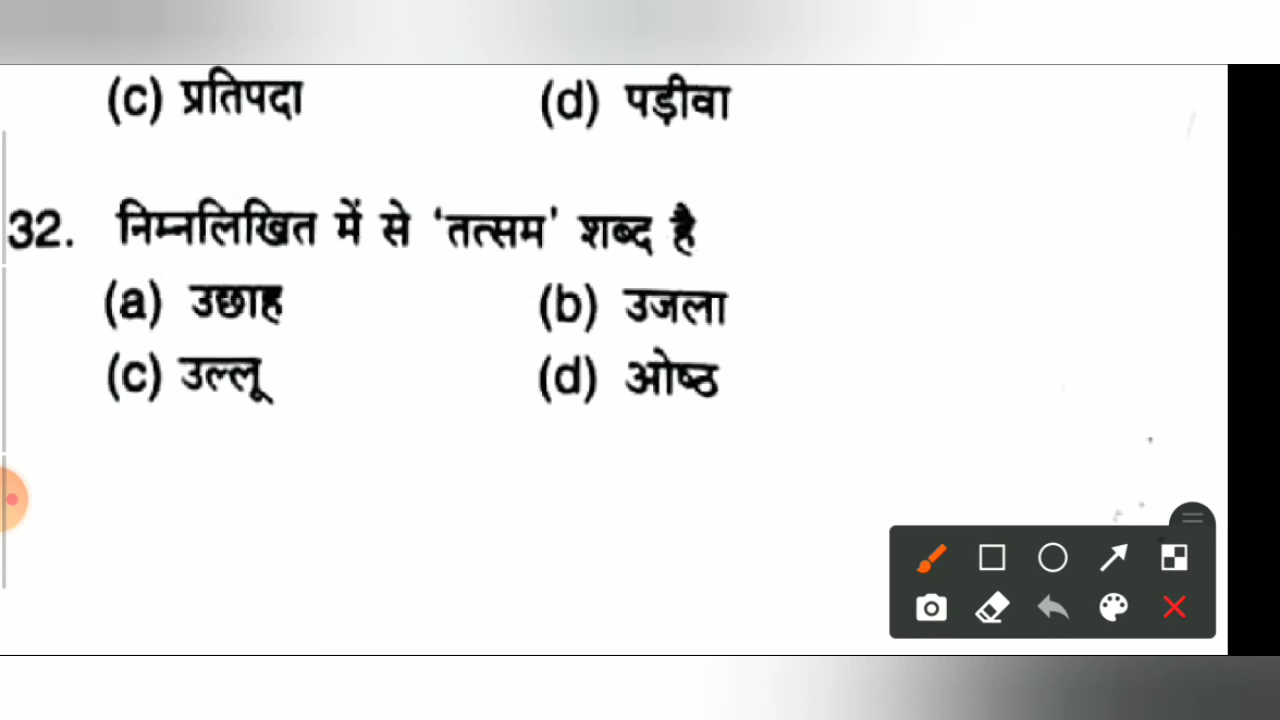 (c) प्रतिपदा (d) पड़ीवा
32. निम्नलिखित में से 'तत्सम' शब्द है
(a) उछाह (b) उजला
(c) उल्लू (d) ओष्ठ